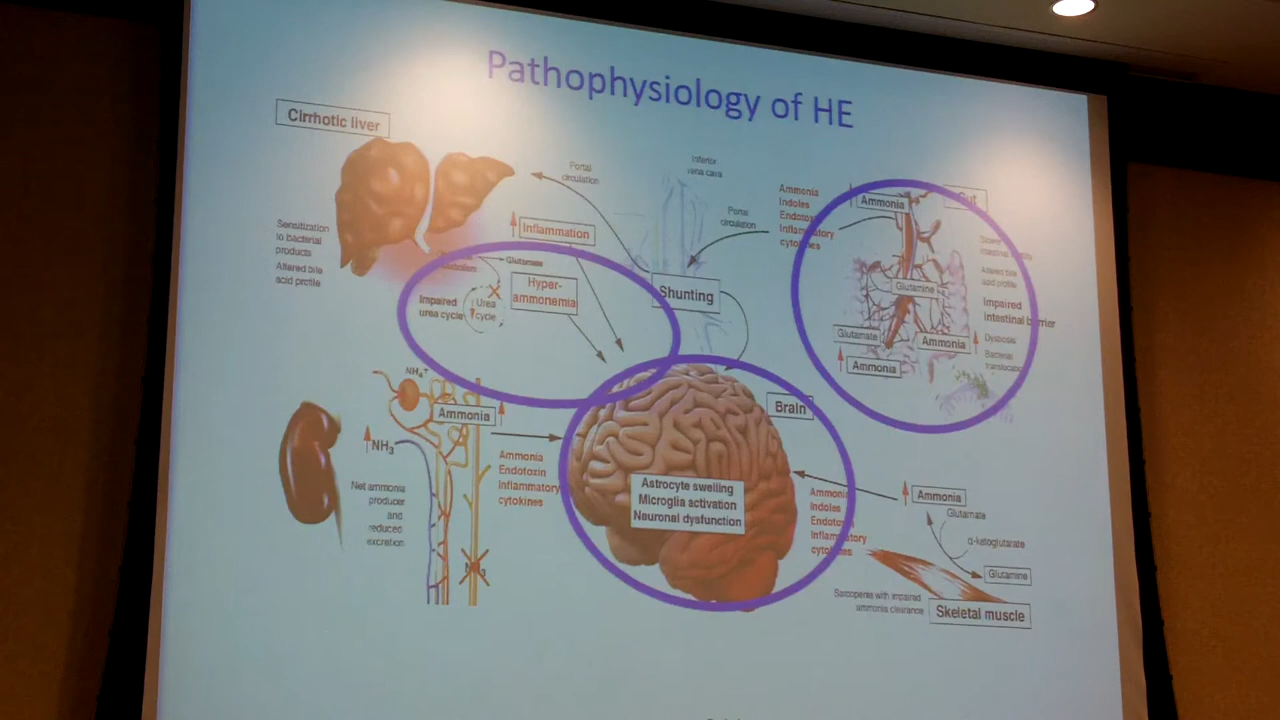 Pathophysiology of HE
Cirrhotic liver
Sensitization
to bacterial
products
Altered bile
acid profile
Portal
circulation
Inferior
vena cava
Inflammation
Glutamate
Hyper-
ammonemia
Impaired
urea cycle
Urea
cycle
Shunting
Portal
circulation
Ammonia
Indoles
Endotoxin
Inflammatory
cytokines
Ammonia
Gut
Glutamine
Altered bile
acid profile
Impaired
intestinal barrier
Dysbiosis
Bacterial
translocation
Glutamate
Ammonia
Ammonia
NH₄⁺
Ammonia
NH₃
Net ammonia
producer
and
reduced
excretion
NH₃
Ammonia
Endotoxin
Inflammatory
cytokines
Brain
Astrocyte swelling
Microglia activation
Neuronal dysfunction
Ammonia
Indoles
Endotoxin
Inflammatory
cytokines
Ammonia
Glutamate
α-ketoglutarate
Glutamine
Sarcopenia with impaired
ammonia clearance
Skeletal muscle